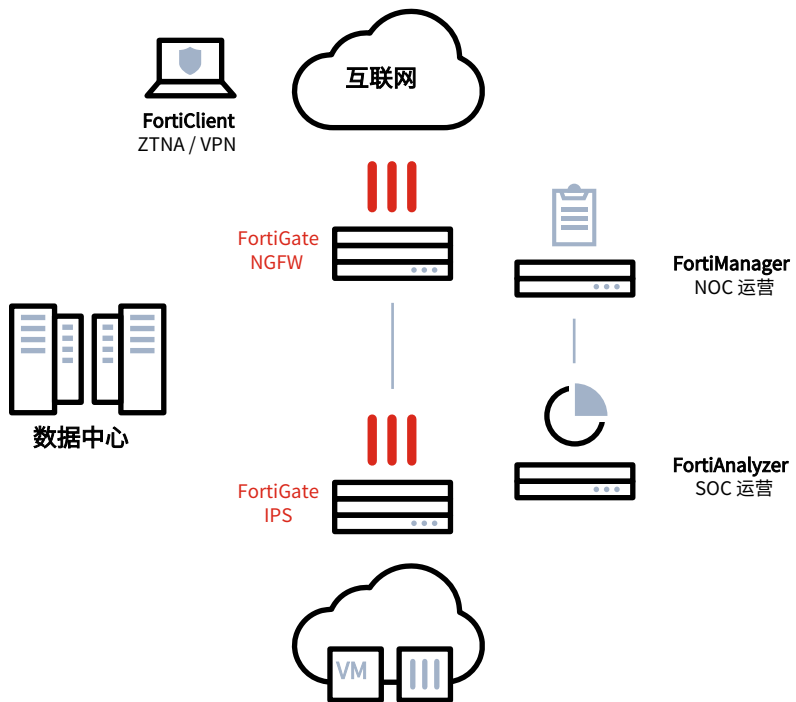 互联网
FortiClient
ZTNA / VPN
FortiGate
NGFW
FortiManager
NOC 运营
数据中心
FortiGate
IPS
FortiAnalyzer
SOC 运营
VM